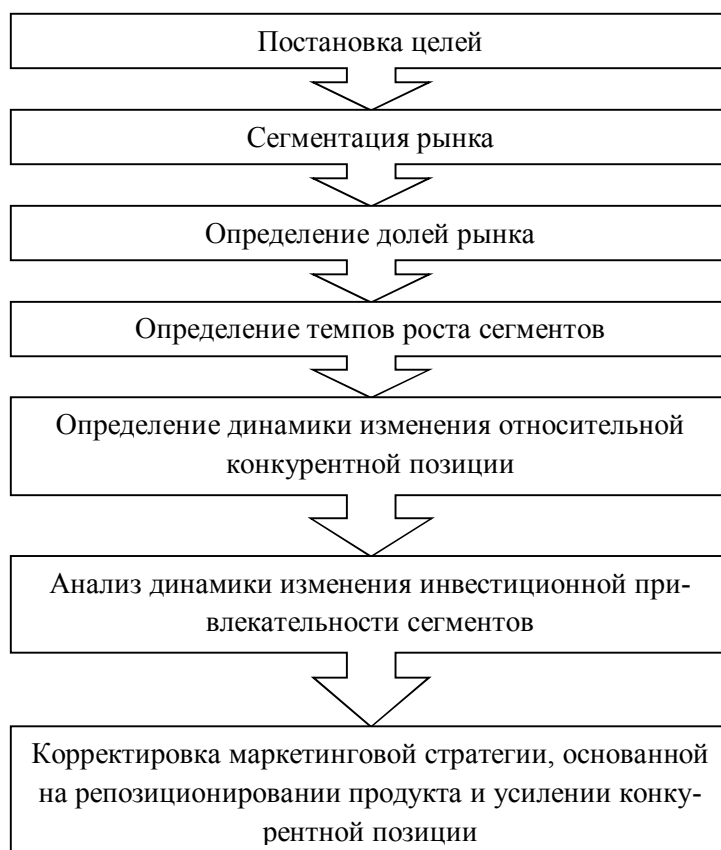 Постановка целей
Сегментация рынка
Определение долей рынка
Определение темпов роста сегментов
Определение динамики изменения относительной
конкурентной позиции
Анализ динамики изменения инвестиционной при-
влекательности сегментов
Корректировка маркетинговой стратегии, основанной
на репозиционировании продукта и усилении конку-
рентной позиции